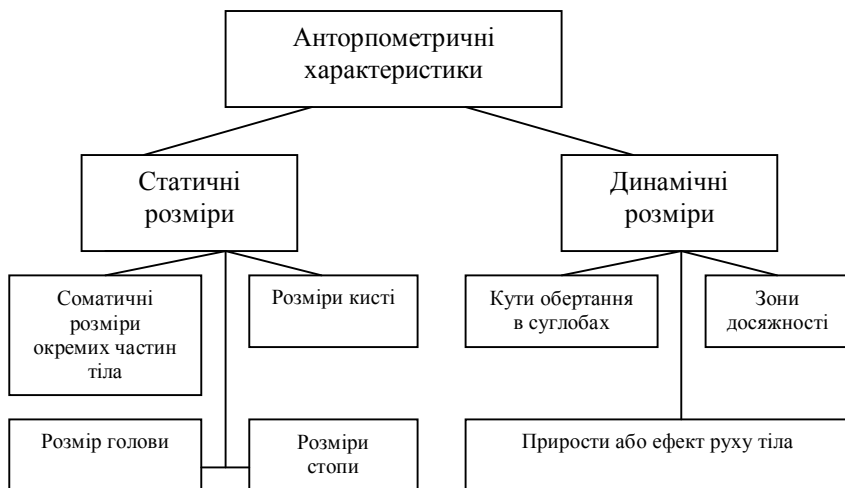 Анторпометричні
характеристики
Статичні
розміри
Динамічні
розміри
Соматичні
розміри
окремих частин
тіла
Розміри кисті
Кути обертання
в суглобах
Зони
досяжності
Розмір голови
Розміри
стопи
Прирости або ефект руху тіла